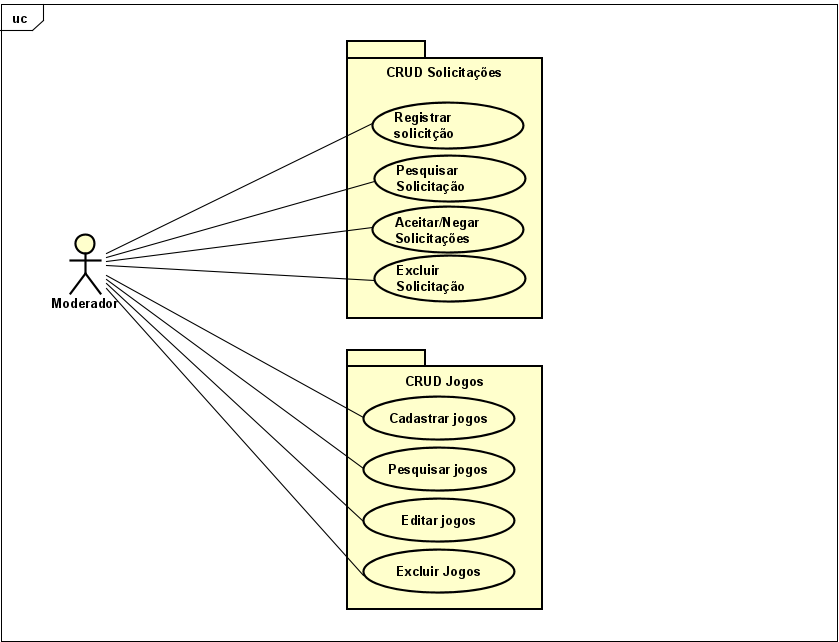 uc
CRUD Solicitações
Registrar
solicitção
Pesquisar
Solicitação
Aceitar/Negar
Solicitações
Excluir
Solicitação
Moderador
CRUD Jogos
Cadastrar jogos
Pesquisar jogos
Editar jogos
Excluir Jogos